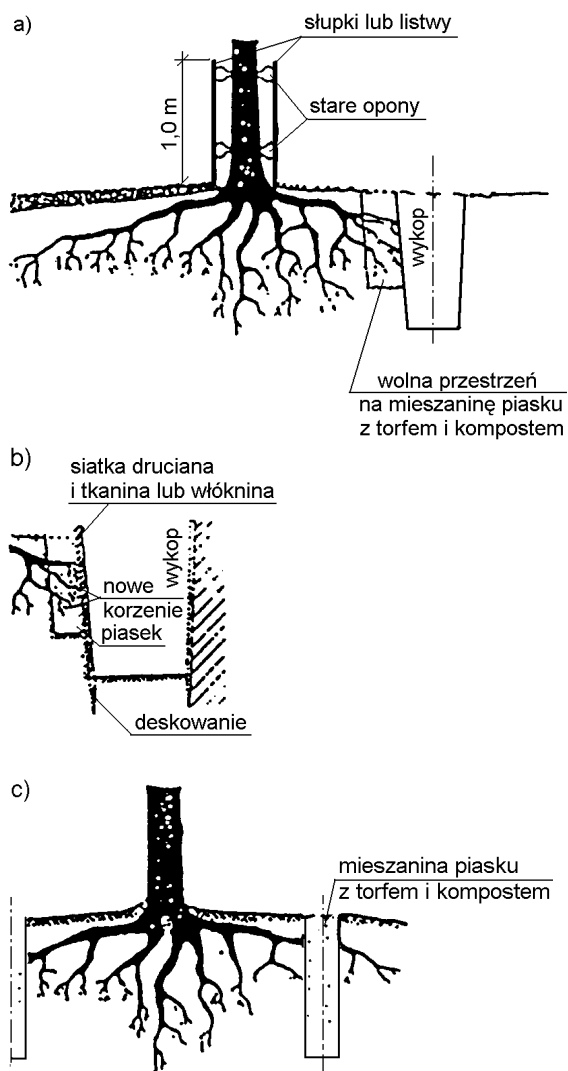 a)
słupki lub listwy
stare opony
1,0 m
wykop
wolna przestrzeń
na mieszaninę piasku
z torfem i kompostem
b)
siatka druciana
i tkanina lub włóknina
wykop
nowe
korzenie
piasek
deskowanie
c)
mieszanina piasku
z torfem i kompostem